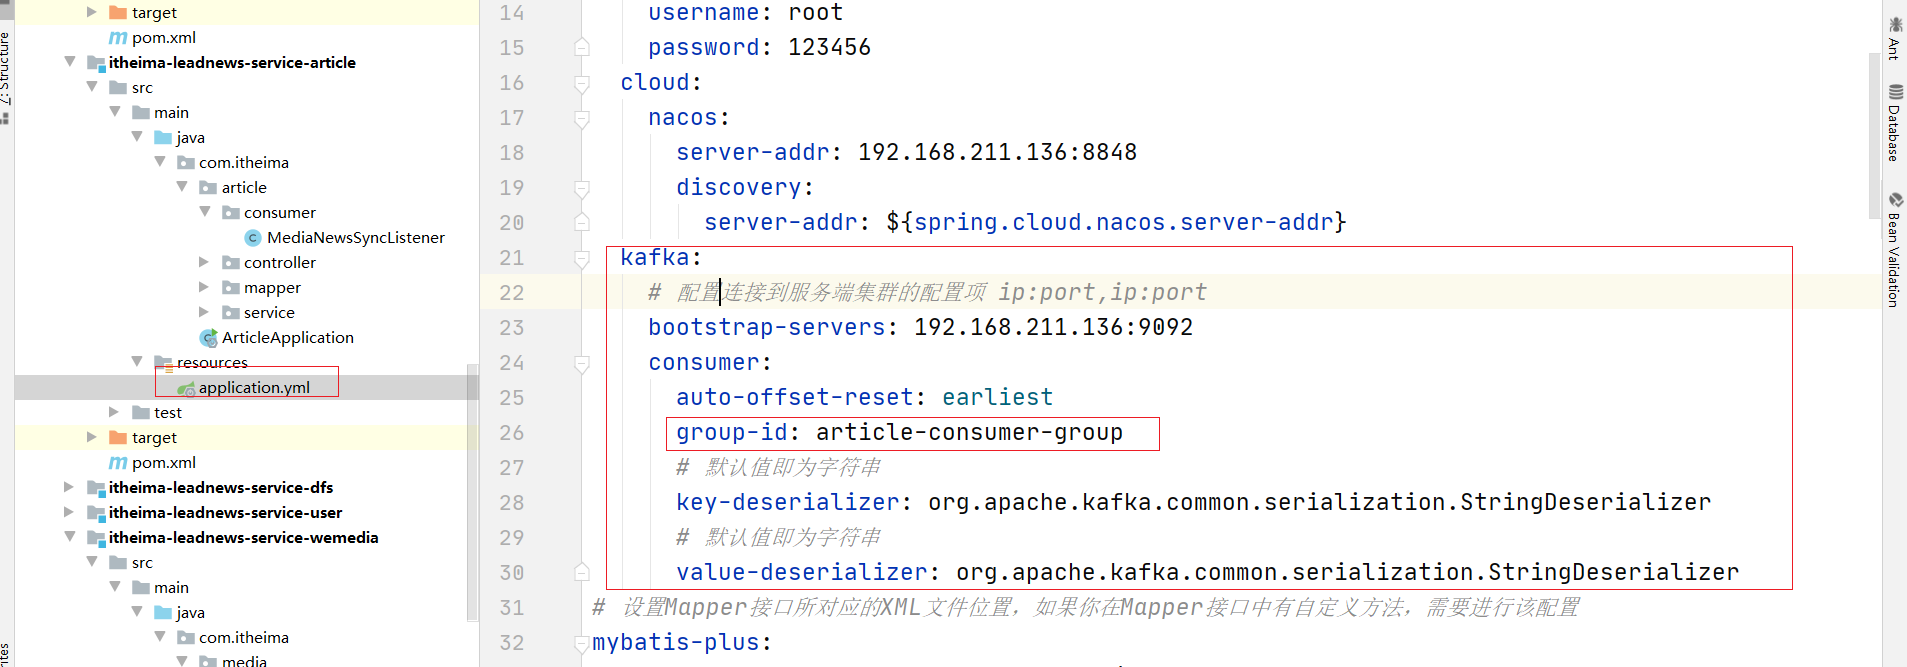 target
pom.xml
itheima-leadnews-service-article
src
main
java
com.itheima
article
consumer
MediaNewsSyncListener
controller
mapper
service
ArticleApplication
resources
application.yml
test
target
pom.xml
itheima-leadnews-service-dfs
itheima-leadnews-service-user
itheima-leadnews-service-wemedia
src
main
java
com.itheima
media
7: Structure
14 username: root
15 password: 123456
16 cloud:
17 nacos:
18 server-addr: 192.168.211.136:8848
19 discovery:
20 server-addr: ${spring.cloud.nacos.server-addr}
21 kafka:
22 # 配置连接到服务端集群的配置项 ip:port,ip:port
23 bootstrap-servers: 192.168.211.136:9092
24 consumer:
25 auto-offset-reset: earliest
26 group-id: article-consumer-group
27 # 默认值即为字符串
28 key-deserializer: org.apache.kafka.common.serialization.StringDeserializer
29 # 默认值即为字符串
30 value-deserializer: org.apache.kafka.common.serialization.StringDeserializer
31 # 设置Mapper接口所对应的XML文件位置，如果你在Mapper接口中有自定义方法，需要进行该配置
32 mybatis-plus:
Ant
Database
Bean Validation